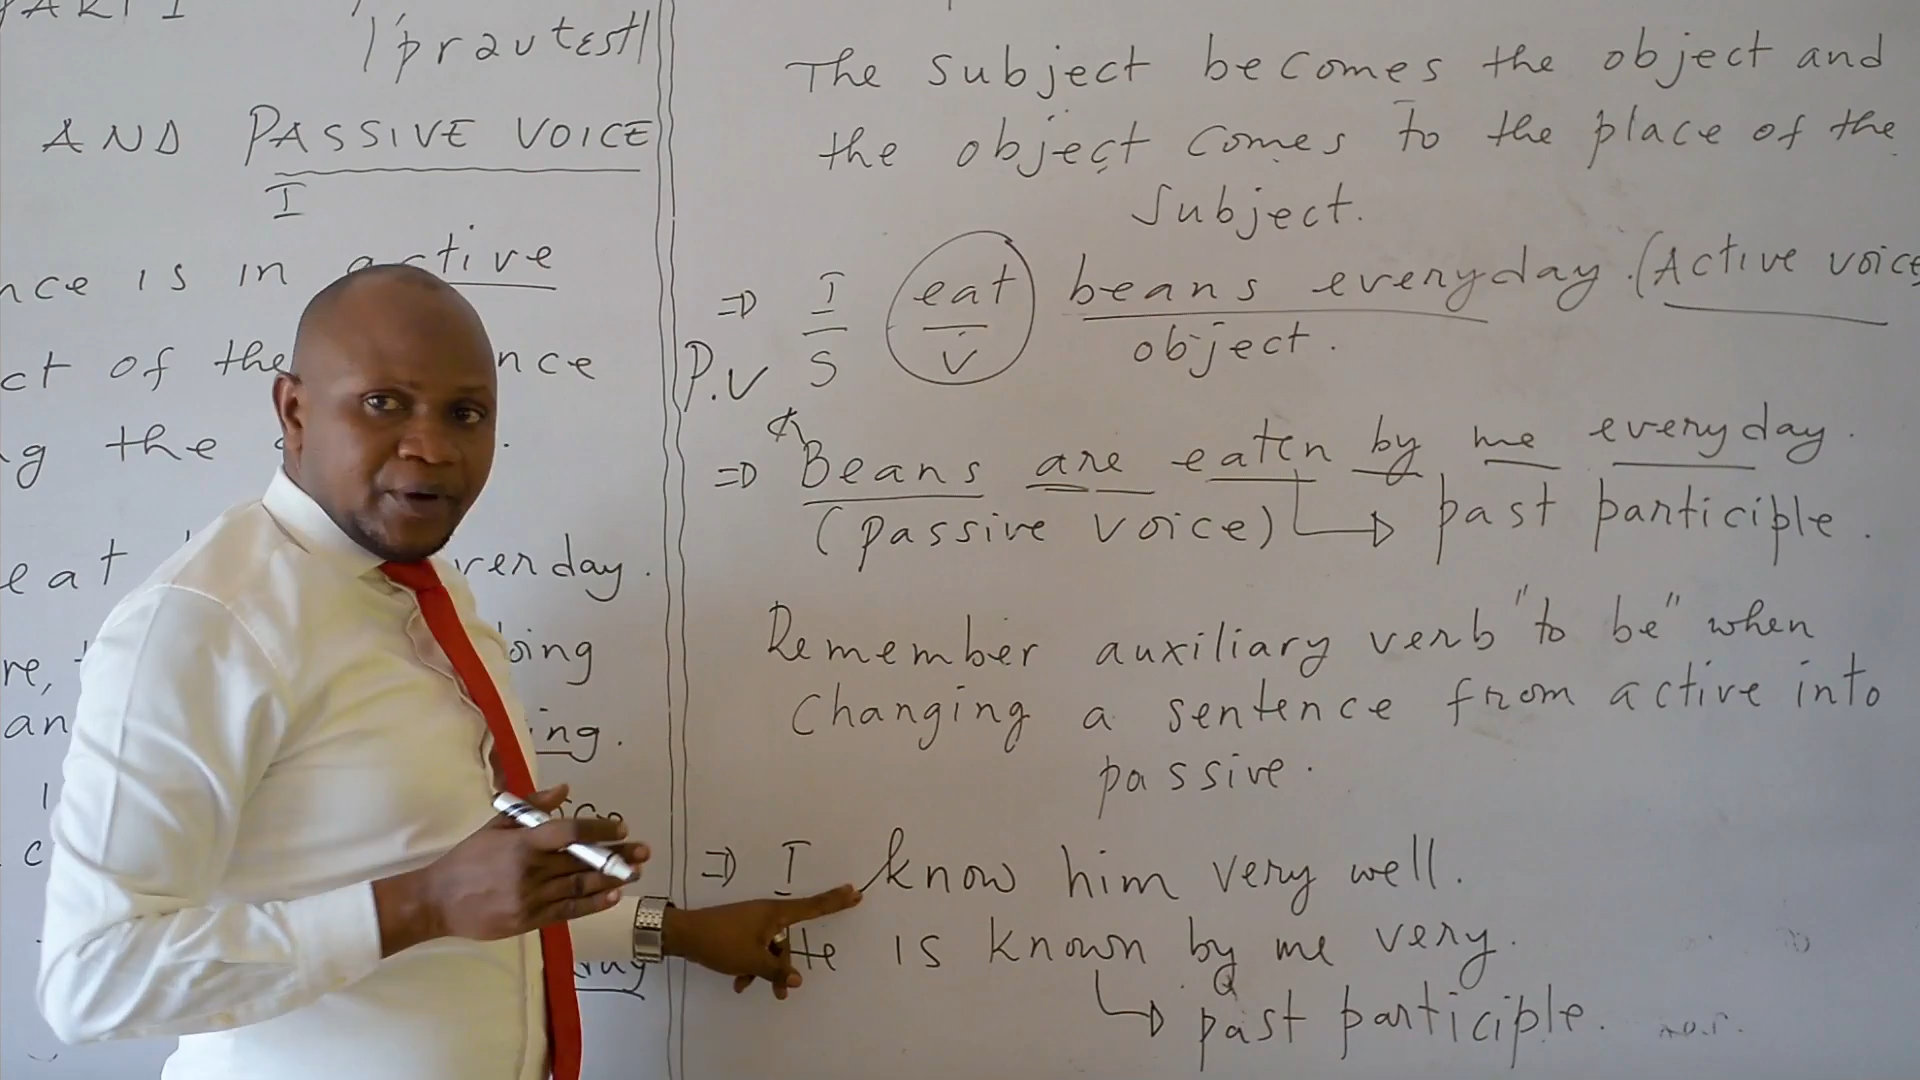 PART I
/'prəutɛst/
AND PASSIVE VOICE
I
is in active
ct of the nce
g the
eat everyday.
re, oing
an ing.
c
The subject becomes the object and
the object comes to the place of the
subject.
=> I eat beans everyday. (Active voice
S V object.
P.V
=> Beans are eaten by me everyday.
(passive voice) past participle.
Remember auxiliary verb "to be" when
changing a sentence from active into
passive.
=> I know him very well.
He is known by me very.
past participle.